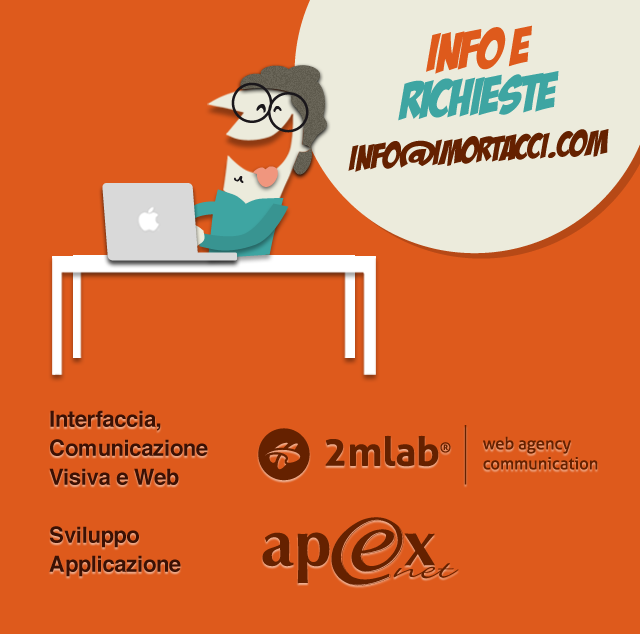 INFO E
RICHIESTE
INFO@IMORTACCI.COM
Interfaccia,
Comunicazione
Visiva e Web
2mlab®
web agency
communication
Sviluppo
Applicazione
apex
net